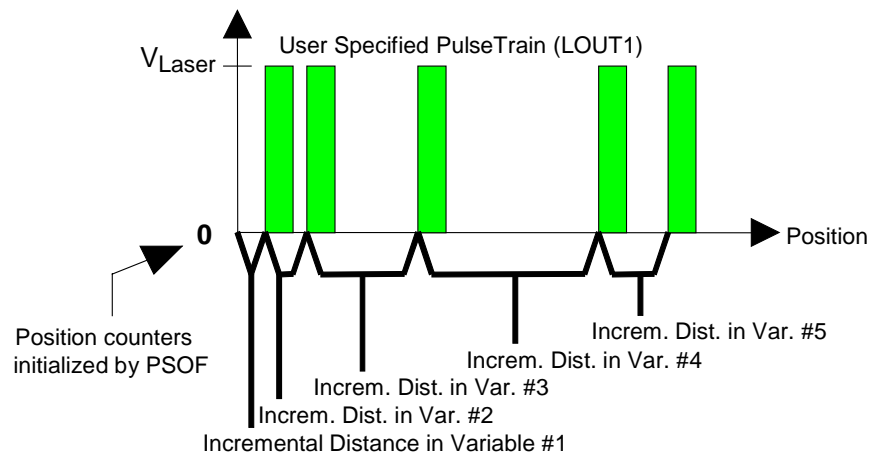 User Specified PulseTrain (LOUT1)
VLaser
0
Position
Position counters
initialized by PSOF
Increm. Dist. in Var. #5
Increm. Dist. in Var. #4
Increm. Dist. in Var. #3
Increm. Dist. in Var. #2
Incremental Distance in Variable #1